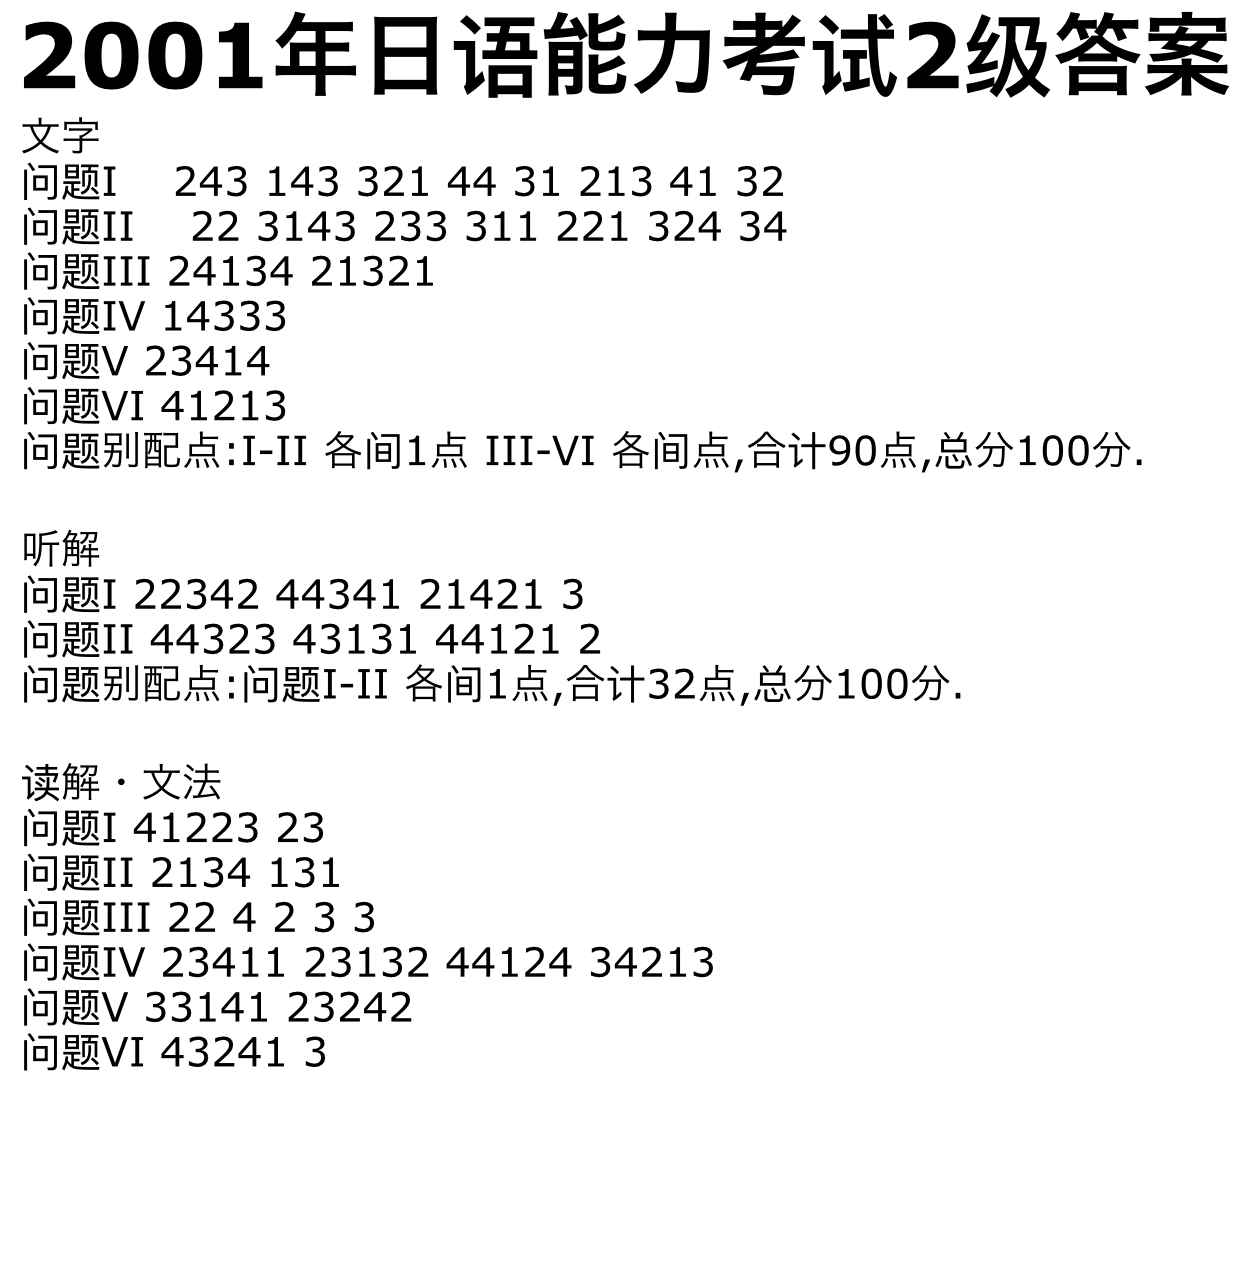 2001年日语能力考试2级答案
文字
问题I 243 143 321 44 31 213 41 32
问题II 22 3143 233 311 221 324 34
问题III 24134 21321
问题IV 14333
问题V 23414
问题VI 41213
问题别配点:I-II 各间1点 III-VI 各间点,合计90点,总分100分.
听解
问题I 22342 44341 21421 3
问题II 44323 43131 44121 2
问题别配点:问题I-II 各间1点,合计32点,总分100分.
读解・文法
问题I 41223 23
问题II 2134 131
问题III 22 4 2 3 3
问题IV 23411 23132 44124 34213
问题V 33141 23242
问题VI 43241 3